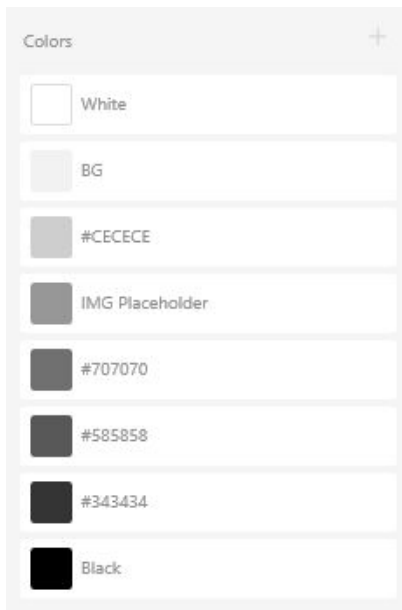 Colors
White
BG
#CECECE
IMG Placeholder
#707070
#585858
#343434
Black